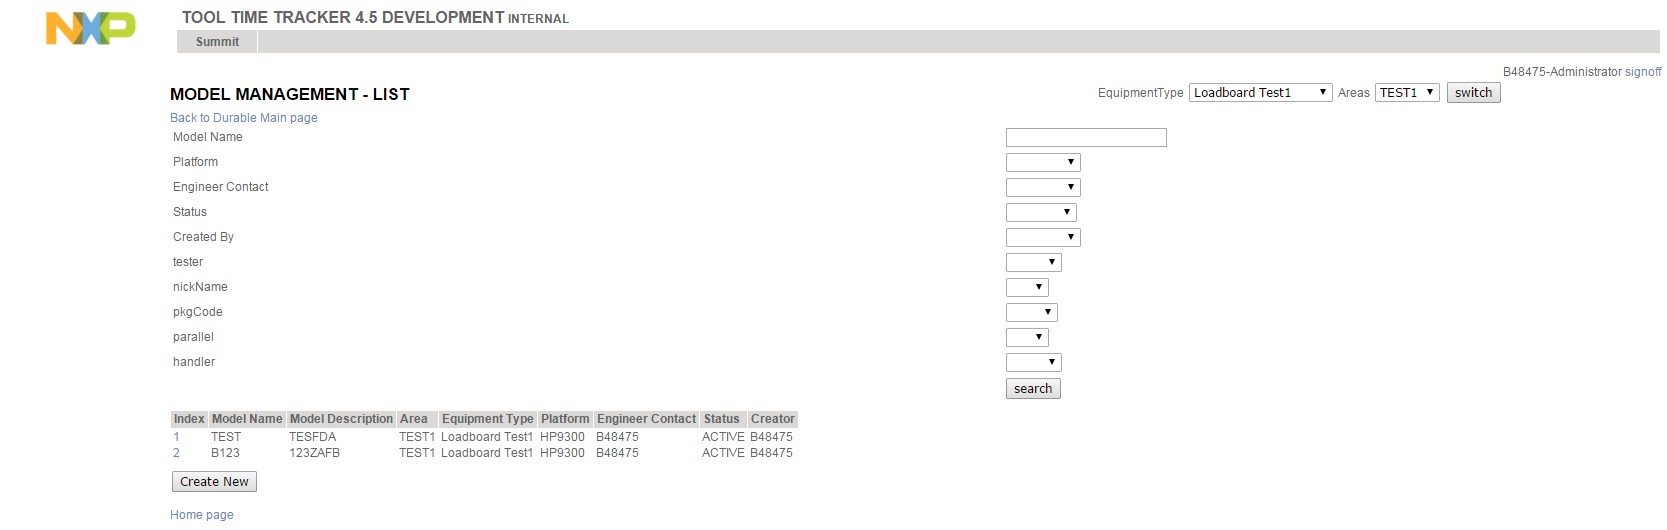 NXP
TOOL TIME TRACKER 4.5 DEVELOPMENT INTERNAL
Summit
B48475-Administrator signoff
MODEL MANAGEMENT - LIST
EquipmentType Loadboard Test1 Areas TEST1 switch
Back to Durable Main page
Model Name
Platform
Engineer Contact
Status
Created By
tester
nickName
pkgCode
parallel
handler
search
Index Model Name Model Description Area Equipment Type Platform Engineer Contact Status Creator
1 TEST TESFDA TEST1 Loadboard Test1 HP9300 B48475 ACTIVE B48475
2 B123 123ZAFB TEST1 Loadboard Test1 HP9300 B48475 ACTIVE B48475
Create New
Home page